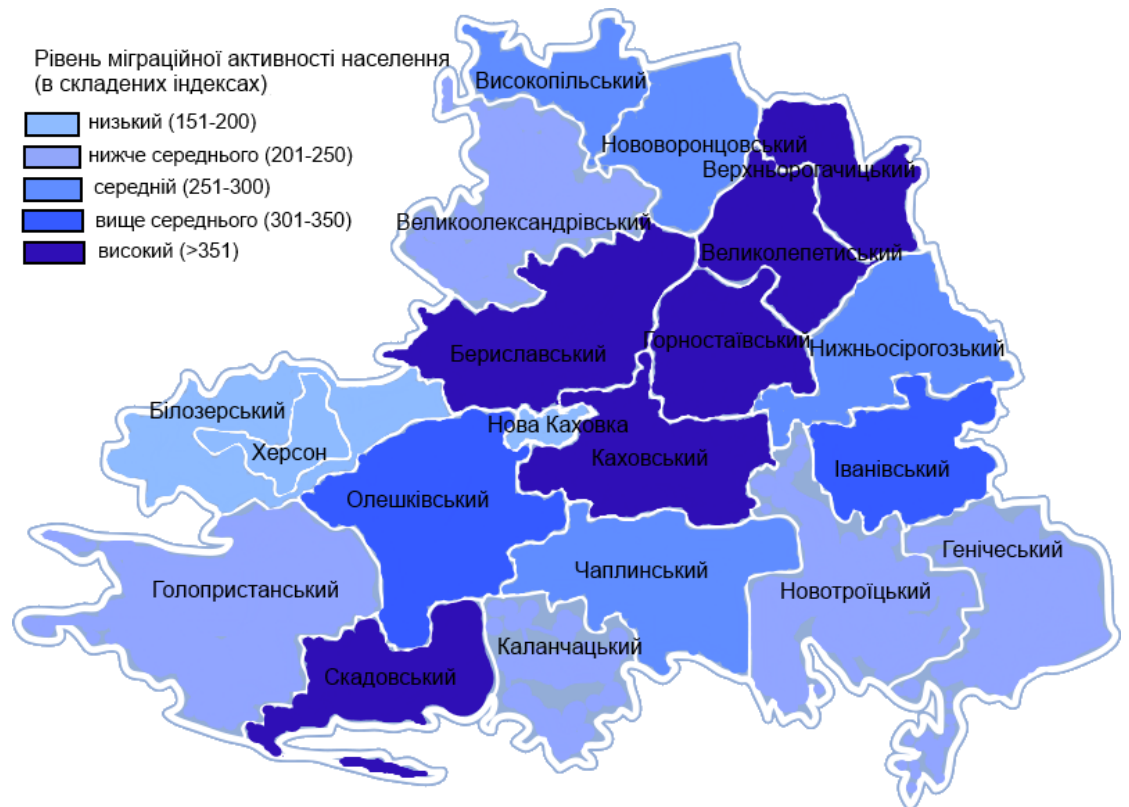 Рівень міграційної активності населення
(в складених індексах)
низький (151-200)
нижче середнього (201-250)
середній (251-300)
вище середнього (301-350)
високий (>351)
Високопільський
Нововоронцовський
Верхньорогачицький
Великоолександрівський
Великолепетиський
Бериславський
Горностаївський
Нижньосірогозький
Білозерський
Нова Каховка
Херсон
Каховський
Іванівський
Олешківський
Генічеський
Чаплинський
Голопристанський
Новотроїцький
Каланчацький
Скадовський